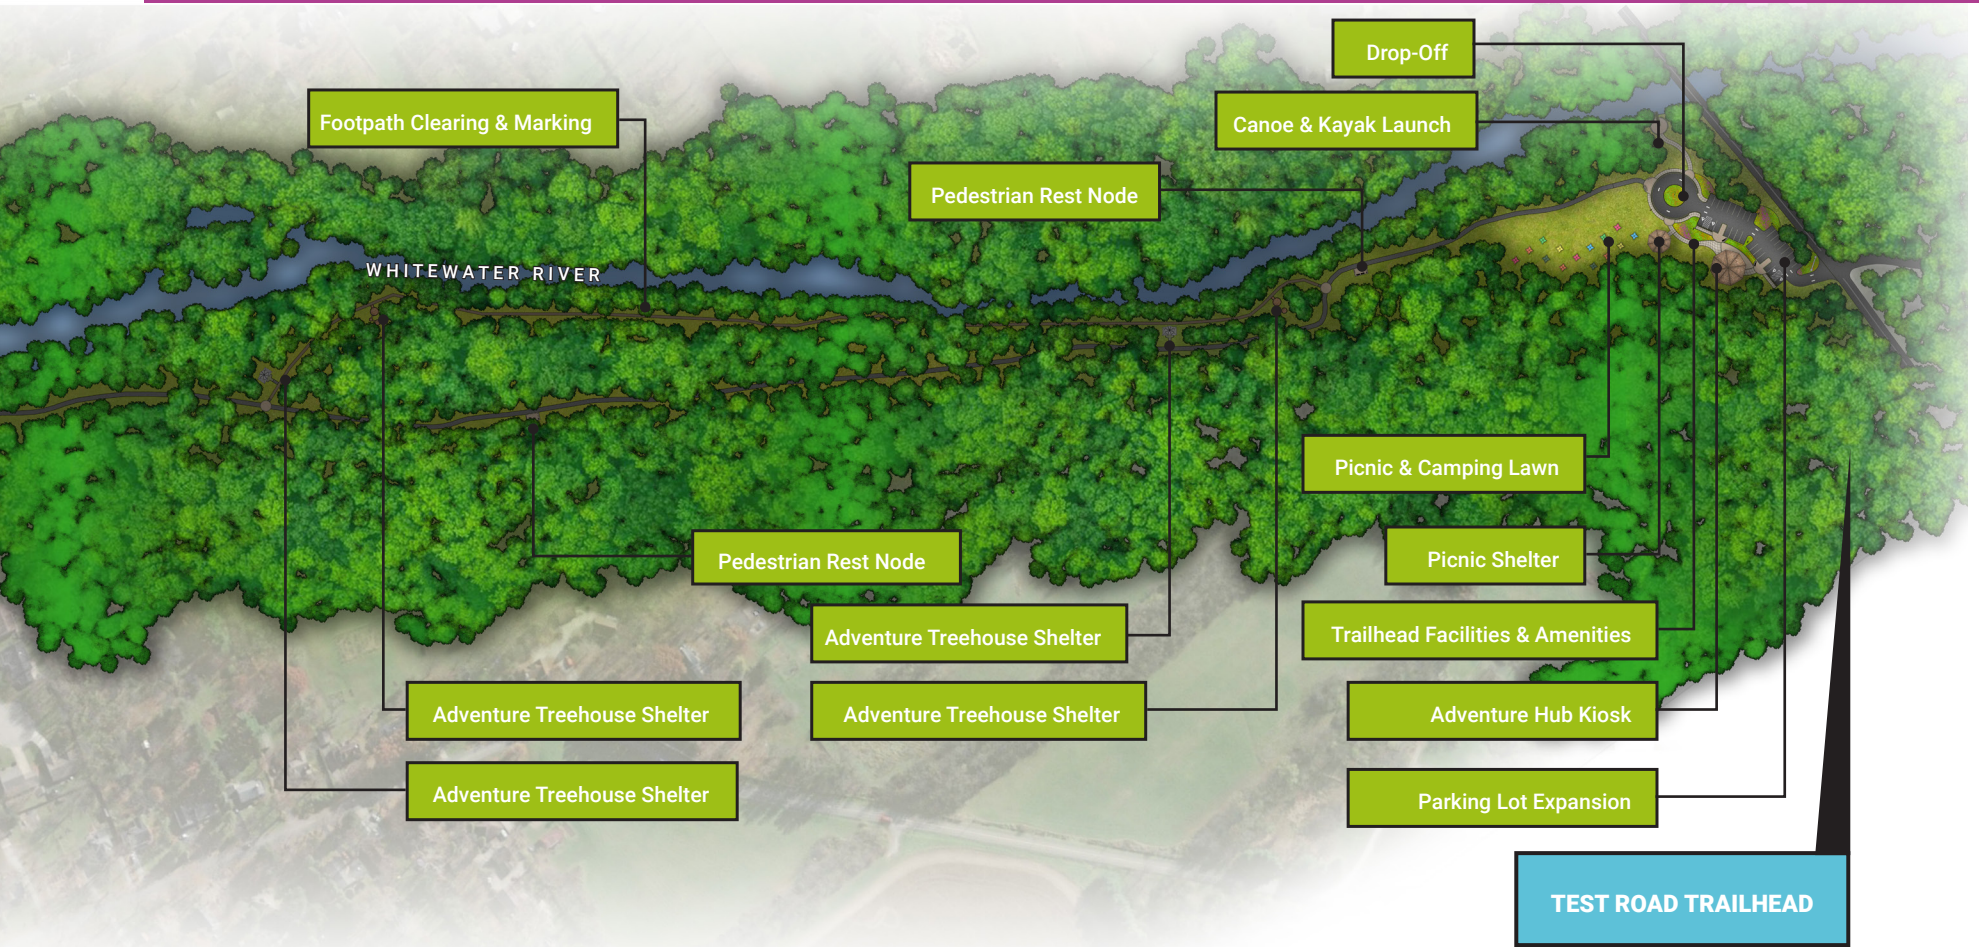 Drop-Off
Footpath Clearing & Marking
Canoe & Kayak Launch
Pedestrian Rest Node
WHITEWATER RIVER
Picnic & Camping Lawn
Pedestrian Rest Node
Picnic Shelter
Adventure Treehouse Shelter
Trailhead Facilities & Amenities
Adventure Treehouse Shelter
Adventure Treehouse Shelter
Adventure Hub Kiosk
Adventure Treehouse Shelter
Parking Lot Expansion
TEST ROAD TRAILHEAD